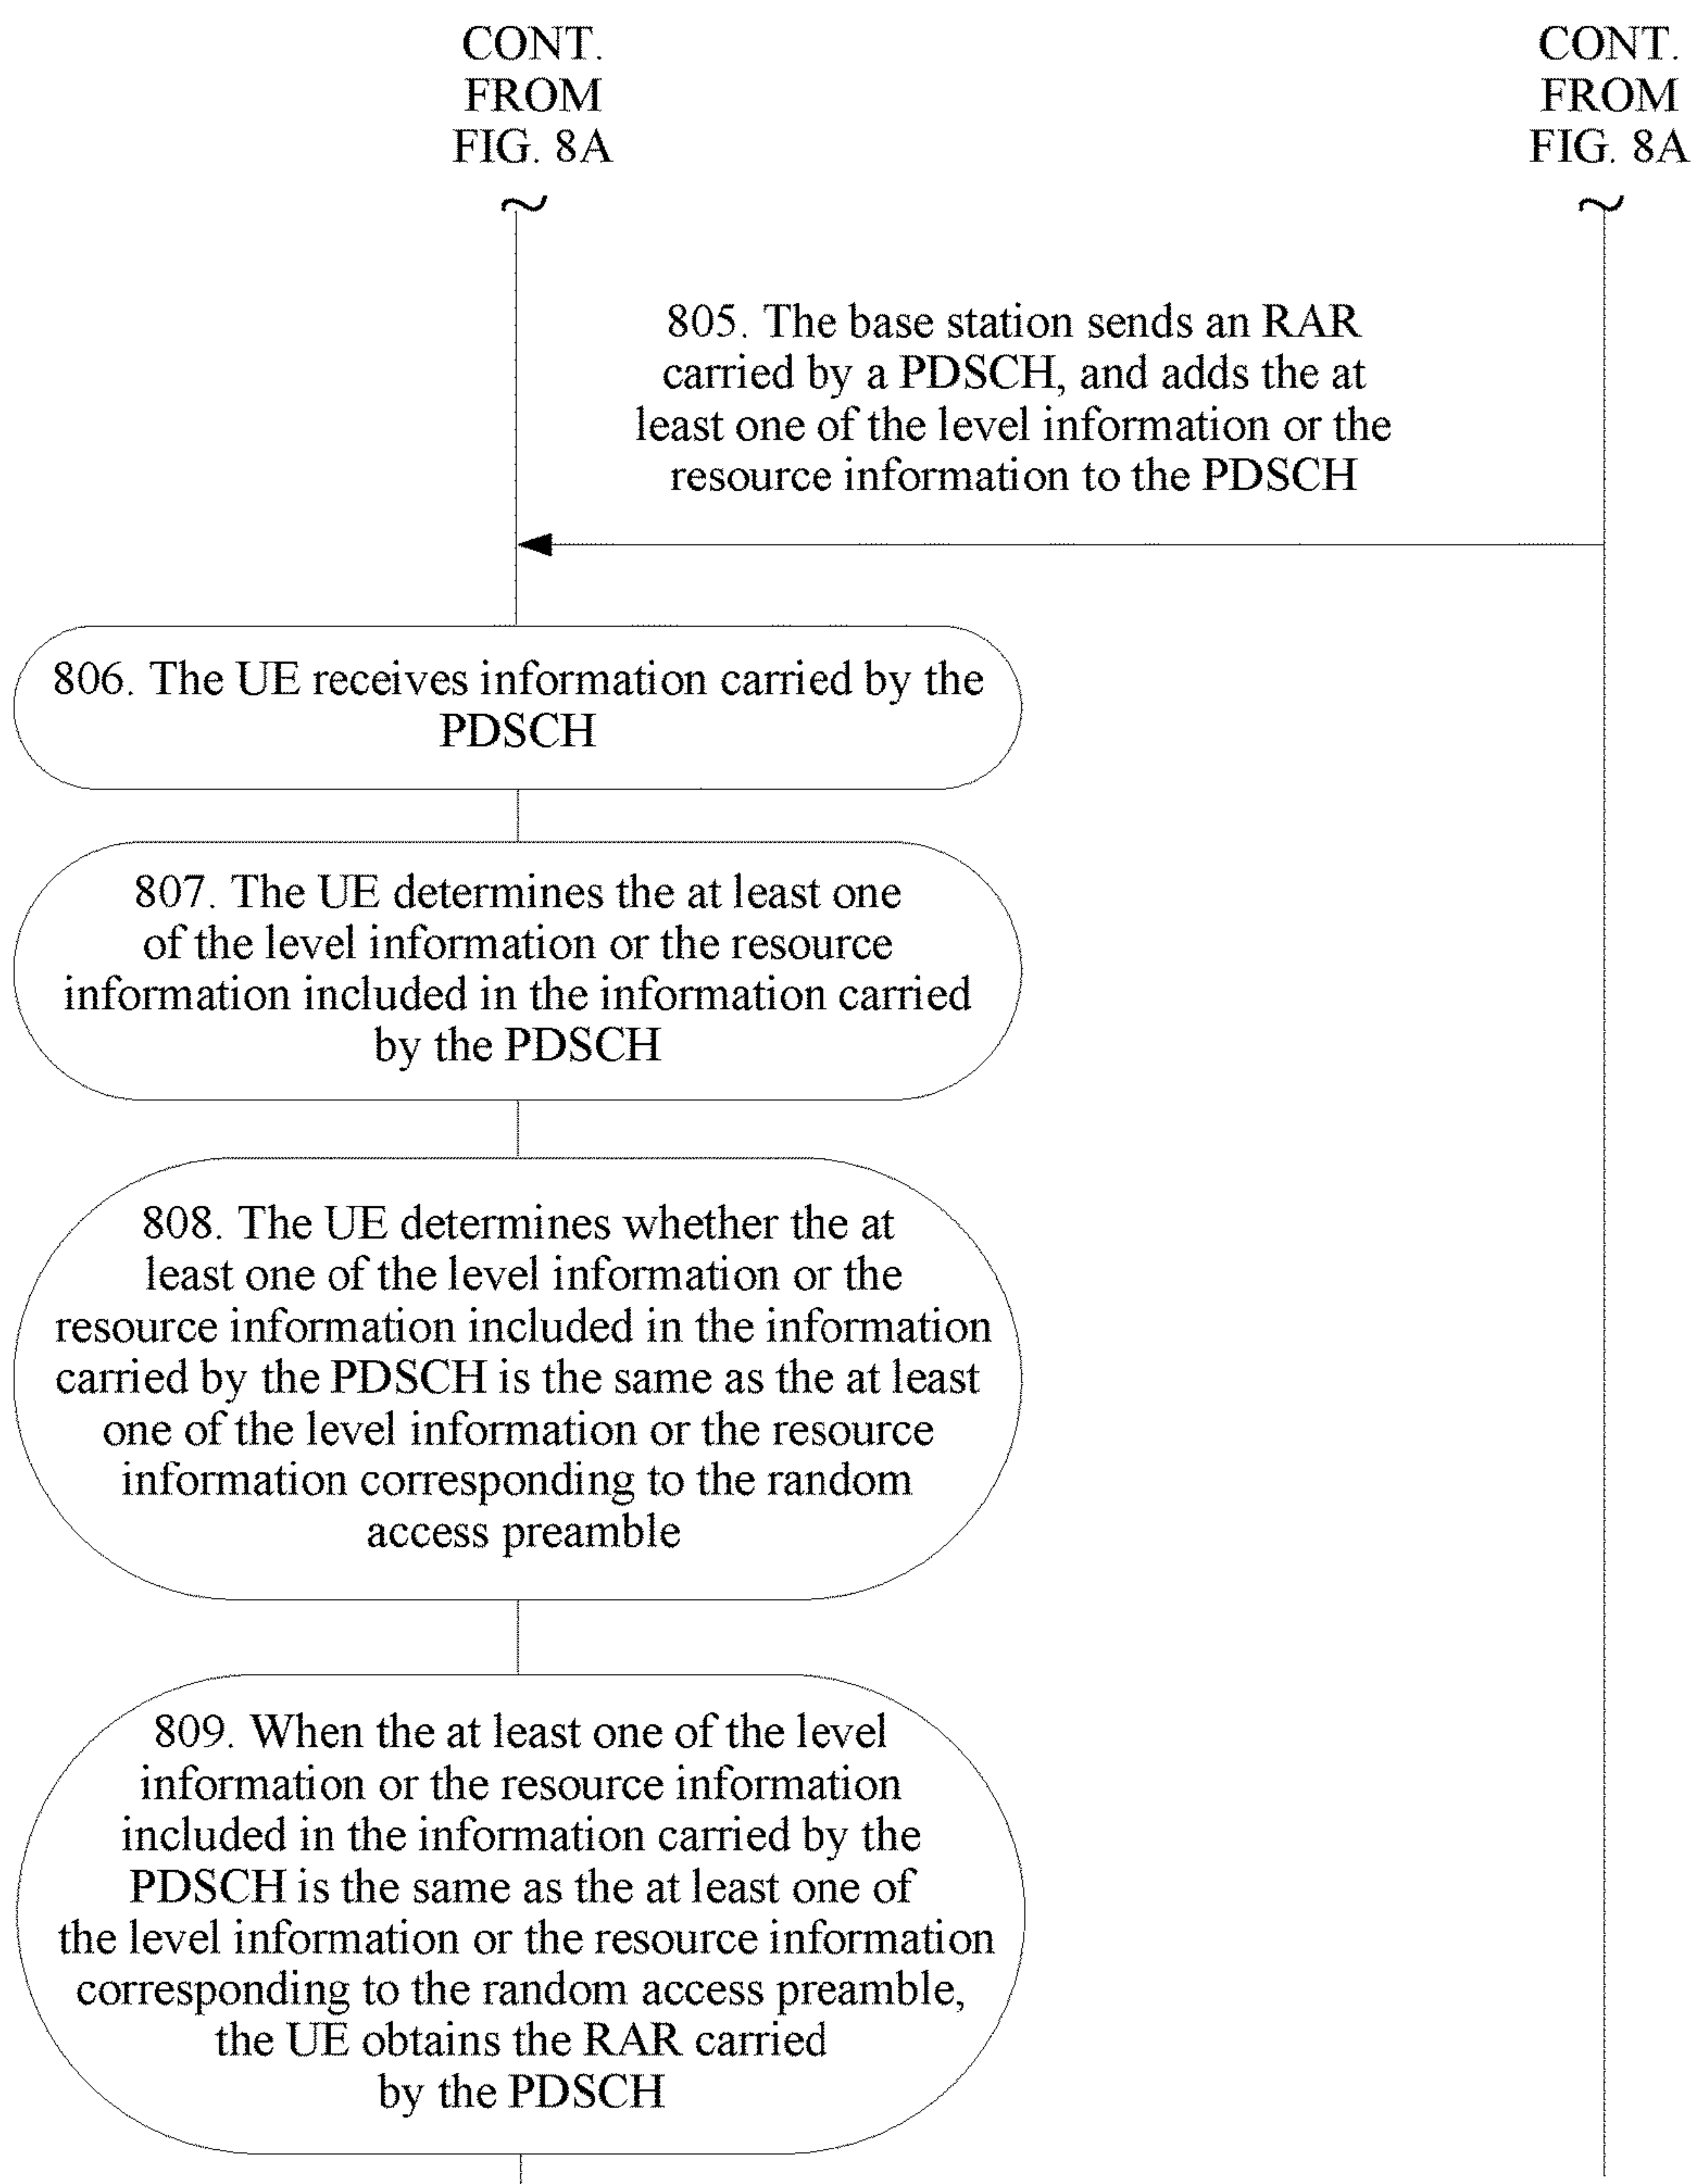 CONT.
FROM
FIG. 8A
CONT.
FROM
FIG. 8A
805. The base station sends an RAR
carried by a PDSCH, and adds the at
least one of the level information or the
resource information to the PDSCH
806. The UE receives information carried by the
PDSCH
807. The UE determines the at least one
of the level information or the resource
information included in the information carried
by the PDSCH
808. The UE determines whether the at
least one of the level information or the
resource information included in the information
carried by the PDSCH is the same as the at least
one of the level information or the resource
information corresponding to the random
access preamble
809. When the at least one of the level
information or the resource information
included in the information carried by the
PDSCH is the same as the at least one of
the level information or the resource information
corresponding to the random access preamble,
the UE obtains the RAR carried
by the PDSCH